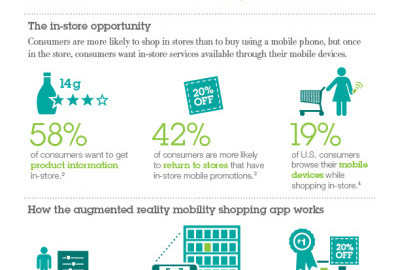 The in-store opportunity
Consumers are more likely to shop in stores than to buy using a mobile phone, but once
in the store, consumers want in-store services available through their mobile devices.
14g
20%
OFF
58%
of consumers want to get
product information
in-store.²
42%
of consumers are more likely
to return to stores that have
in-store mobile promotions.³
19%
of U.S. consumers
browse their mobile
devices while
shopping in-store.⁴
How the augmented reality mobility shopping app works
#1
20%
OFF